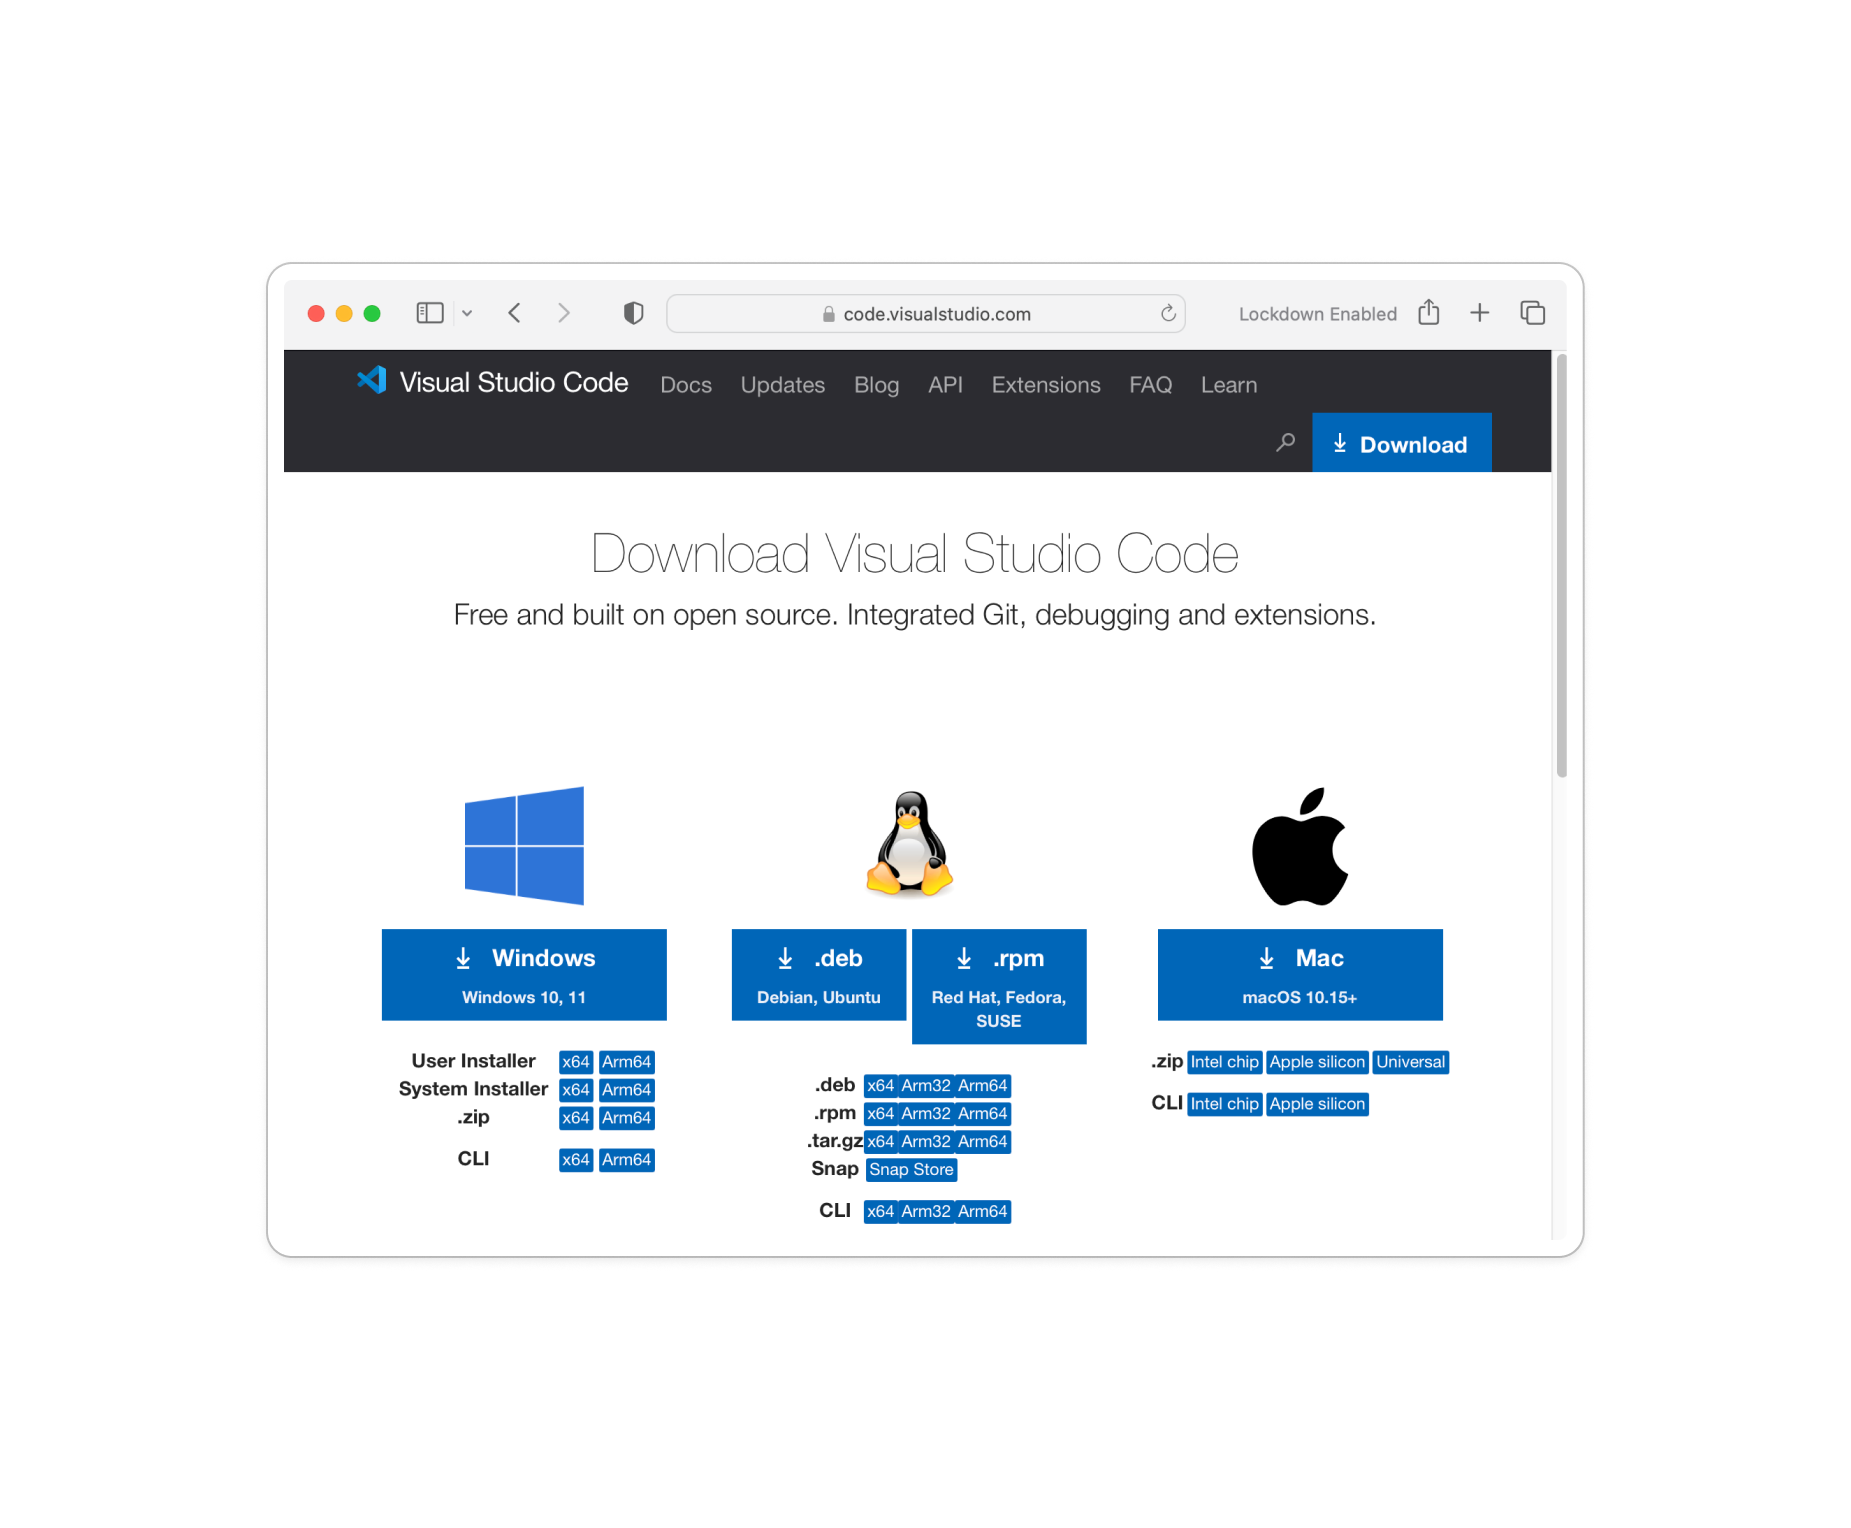 code.visualstudio.com
Lockdown Enabled
Visual Studio Code Docs Updates Blog API Extensions FAQ Learn
Download
Download Visual Studio Code
Free and built on open source. Integrated Git, debugging and extensions.
Windows
Windows 10, 11
User Installer x64 Arm64
System Installer x64 Arm64
.zip x64 Arm64
CLI x64 Arm64
.deb
Debian, Ubuntu
.rpm
Red Hat, Fedora,
SUSE
.deb x64 Arm32 Arm64
.rpm x64 Arm32 Arm64
.tar.gz x64 Arm32 Arm64
Snap Snap Store
CLI x64 Arm32 Arm64
Mac
macOS 10.15+
.zip Intel chip Apple silicon Universal
CLI Intel chip Apple silicon